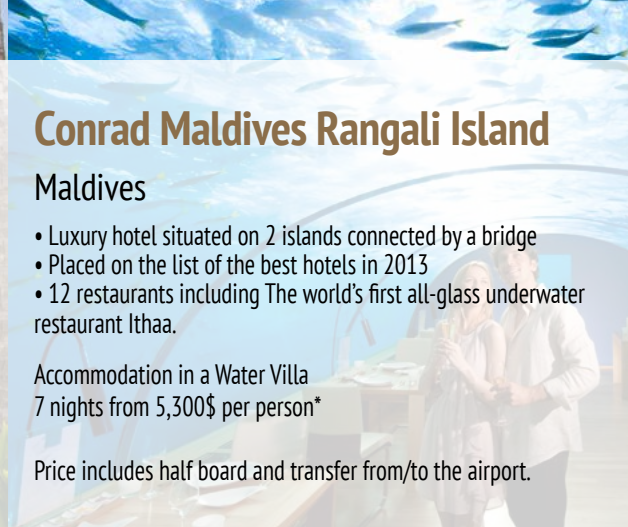 Conrad Maldives Rangali Island
Maldives
• Luxury hotel situated on 2 islands connected by a bridge
• Placed on the list of the best hotels in 2013
• 12 restaurants including The world’s first all-glass underwater
restaurant Ithaa.
Accommodation in a Water Villa
7 nights from 5,300$ per person*
Price includes half board and transfer from/to the airport.